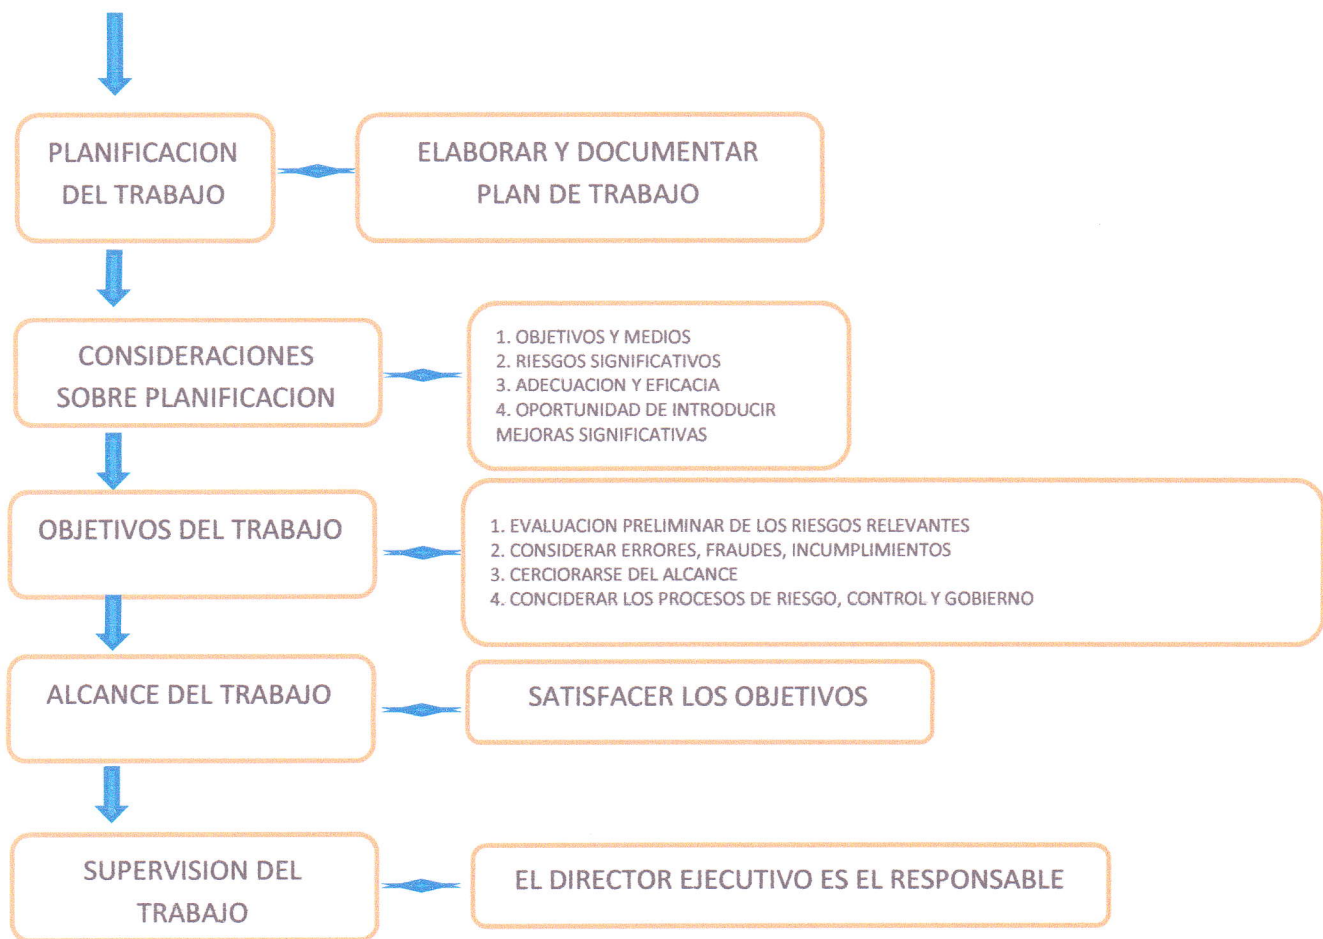 PLANIFICACION
DEL TRABAJO
ELABORAR Y DOCUMENTAR
PLAN DE TRABAJO
CONSIDERACIONES
SOBRE PLANIFICACION
1. OBJETIVOS Y MEDIOS
2. RIESGOS SIGNIFICATIVOS
3. ADECUACION Y EFICACIA
4. OPORTUNIDAD DE INTRODUCIR
MEJORAS SIGNIFICATIVAS
OBJETIVOS DEL TRABAJO
1. EVALUACION PRELIMINAR DE LOS RIESGOS RELEVANTES
2. CONSIDERAR ERRORES, FRAUDES, INCUMPLIMIENTOS
3. CERCIORARSE DEL ALCANCE
4. CONCIDERAR LOS PROCESOS DE RIESGO, CONTROL Y GOBIERNO
ALCANCE DEL TRABAJO
SATISFACER LOS OBJETIVOS
SUPERVISION DEL
TRABAJO
EL DIRECTOR EJECUTIVO ES EL RESPONSABLE